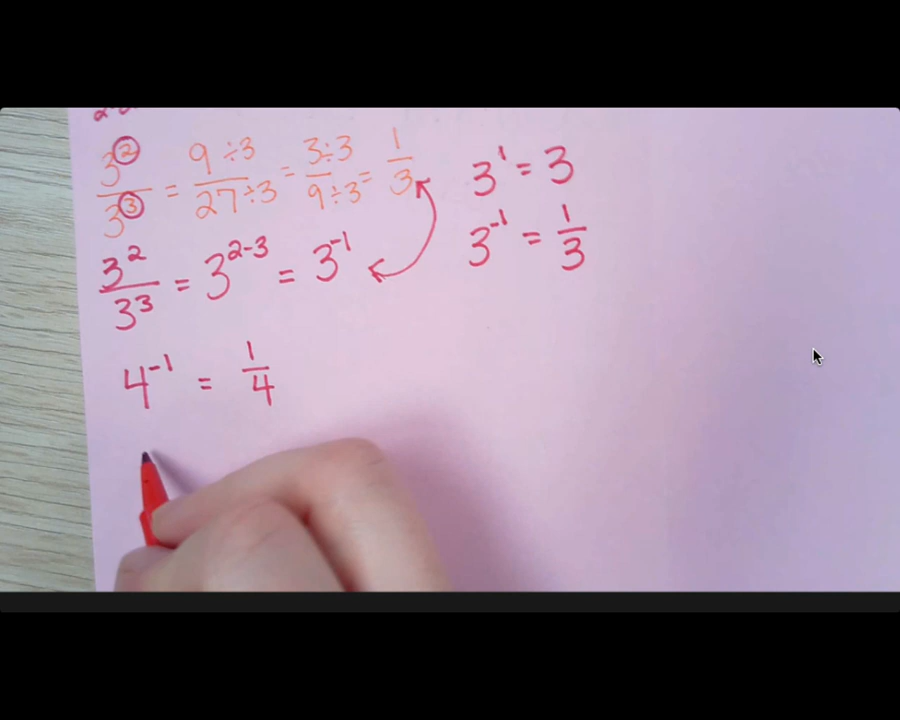 3²/3³ = 9÷3/27÷3 = 3÷3/9÷3 = 1/3
3¹ = 3
3²/3³ = 3²⁻³ = 3⁻¹
3⁻¹ = 1/3
4⁻¹ = 1/4